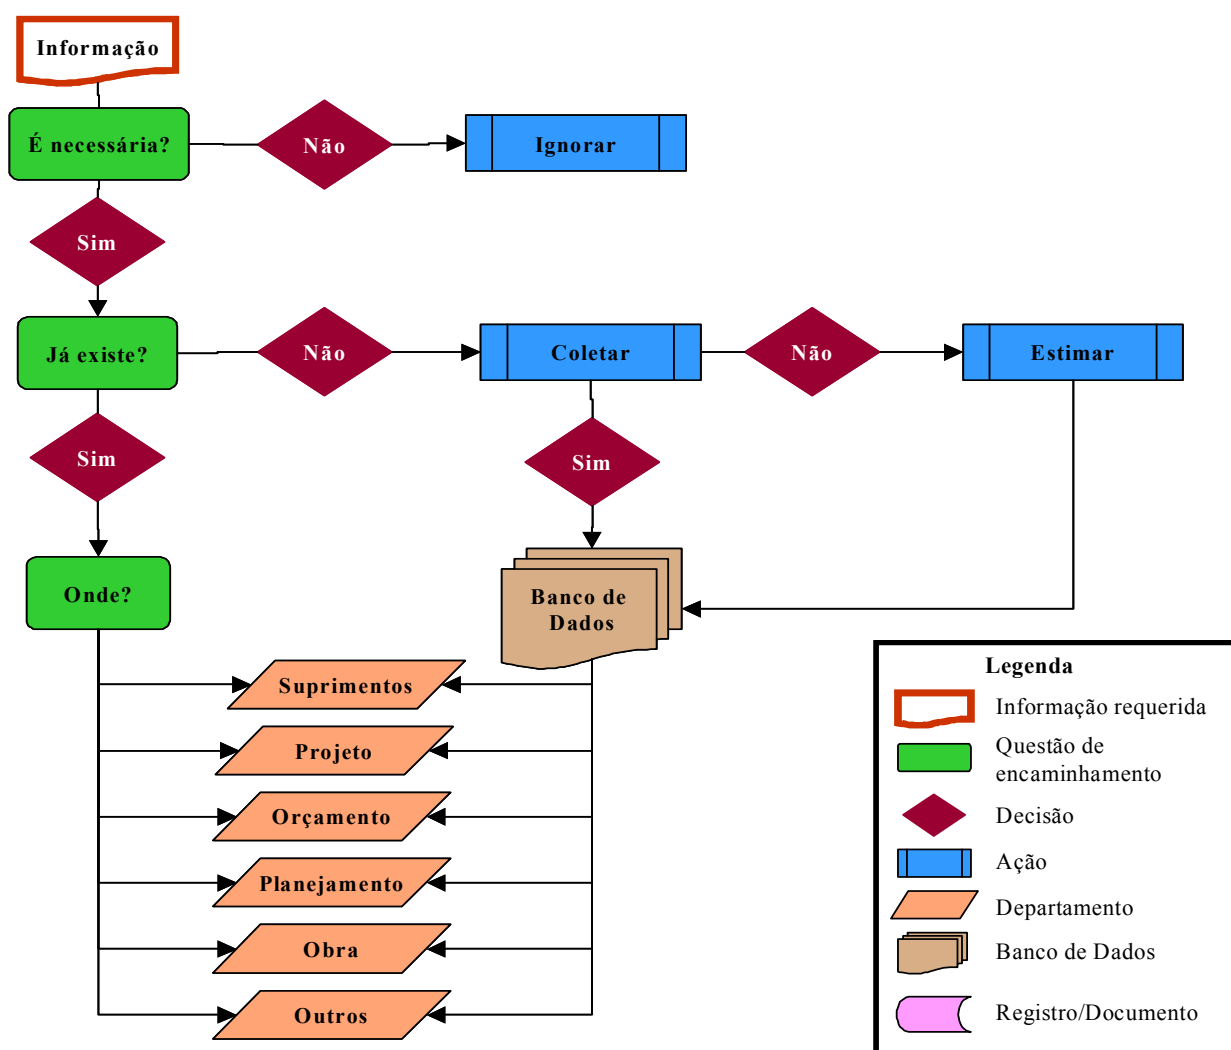 Informação
É necessária?
Não
Ignorar
Sim
Já existe?
Não
Coletar
Não
Estimar
Sim
Sim
Onde?
Banco de
Dados
Suprimentos
Projeto
Orçamento
Planejamento
Obra
Outros
Legenda
Informação requerida
Questão de
encaminhamento
Decisão
Ação
Departamento
Banco de Dados
Registro/Documento